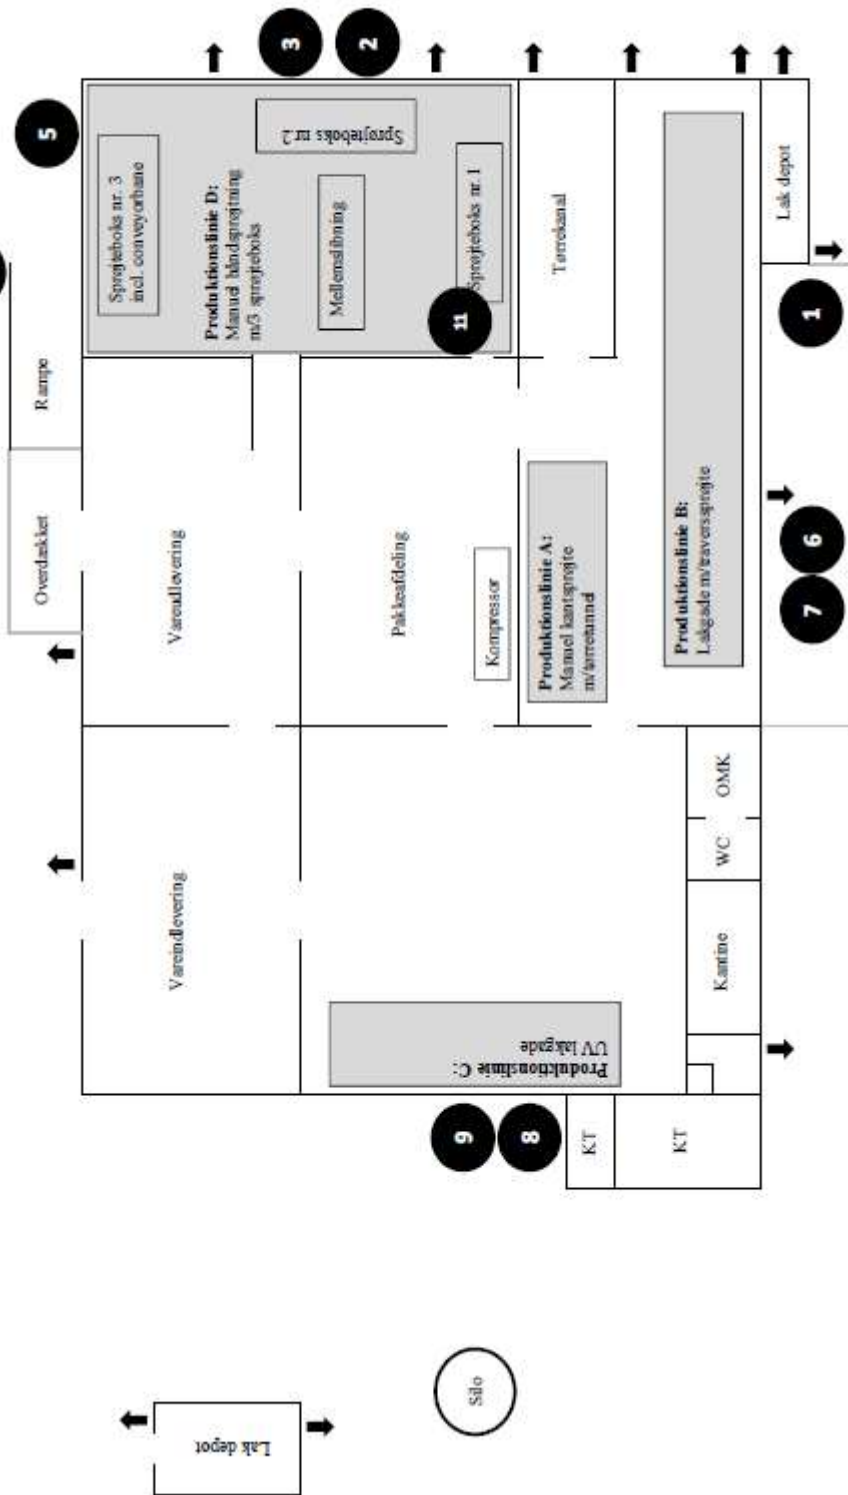 5
3
2
Sprøjteboks nr. 3
incl. conveyorbane
Sprøjteboks nr.2
Produktionslinie D:
Manuel håndsprøjtning
m/3 sprøjteboks
Mellemslibning
Sprøjteboks nr.1
11
Tørrekanal
Lak depot
1
Rampe
Overdækket
Vareudlevering
Pakkeafdeling
Kompressor
Produktionslinie A:
Manuel kantsprøjte
m/tørretunnel
Produktionslinie B:
Lakgade m/traverssprøjte
6
7
Vareindlevering
OMK
WC
Kantine
Produktionslinie C:
UV lakgade
9
8
KT
KT
Silo
Lak depot